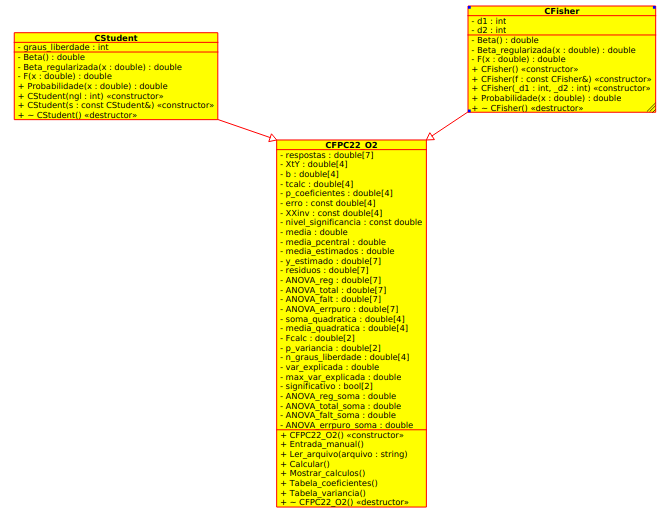 CStudent
- graus_liberdade : int
- Beta() : double
- Beta_regularizada(x : double) : double
- F(x : double) : double
+ Probabilidade(x : double) : double
+ CStudent(ngl : int) «constructor»
+ CStudent(s : const CStudent&) «constructor»
+ ~ CStudent() «destructor»
CFisher
- d1 : int
- d2 : int
- Beta() : double
- Beta_regularizada(x : double) : double
- F(x : double) : double
+ CFisher() «constructor»
+ CFisher(f : const CFisher&) «constructor»
+ CFisher(_d1 : int, _d2 : int) «constructor»
+ Probabilidade(x : double) : double
+ ~ CFisher() «destructor»
CFPC22_O2
- respostas : double[7]
- XtY : double[4]
- b : double[4]
- tcalc : double[4]
- p_coeficientes : double[4]
- erro : const double[4]
- XXinv : const double[4]
- nivel_significancia : const double
- media : double
- media_pcentral : double
- media_estimados : double
- y_estimado : double[7]
- residuos : double[7]
- ANOVA_reg : double[7]
- ANOVA_total : double[7]
- ANOVA_falt : double[7]
- ANOVA_errpuro : double[7]
- soma_quadratica : double[4]
- media_quadratica : double[4]
- Fcalc : double[2]
- p_variancia : double[2]
- n_graus_liberdade : double[4]
- var_explicada : double
- max_var_explicada : double
- significativo : bool[2]
- ANOVA_reg_soma : double
- ANOVA_total_soma : double
- ANOVA_falt_soma : double
- ANOVA_errpuro_soma : double
+ CFPC22_O2() «constructor»
+ Entrada_manual()
+ Ler_arquivo(arquivo : string)
+ Calcular()
+ Mostrar_calculos()
+ Tabela_coeficientes()
+ Tabela_variancia()
+ ~ CFPC22_O2() «destructor»